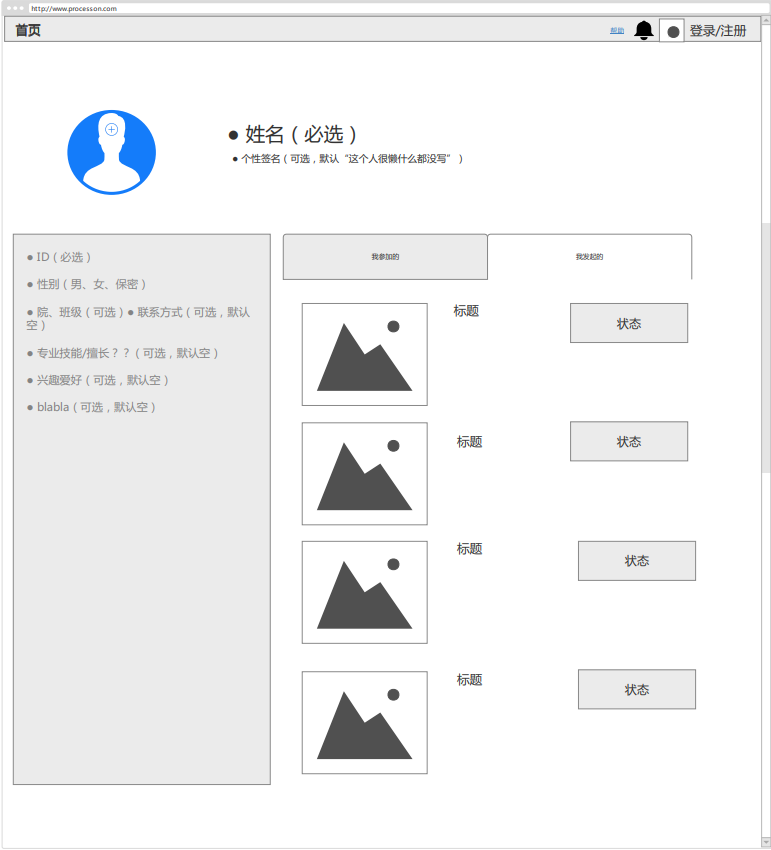 http://www.processon.com
首页
帮助
登录/注册
● 姓名（必选）
● 个性签名（可选，默认“这个人很懒什么都没写” ）
● ID（必选）
● 性别（男、女、保密）
● 院、班级（可选）● 联系方式（可选，默认
空）
● 专业技能/擅长？？（可选，默认空）
● 兴趣爱好（可选，默认空）
● blabla（可选，默认空）
我参加的
我发起的
标题
状态
标题
状态
标题
状态
标题
状态